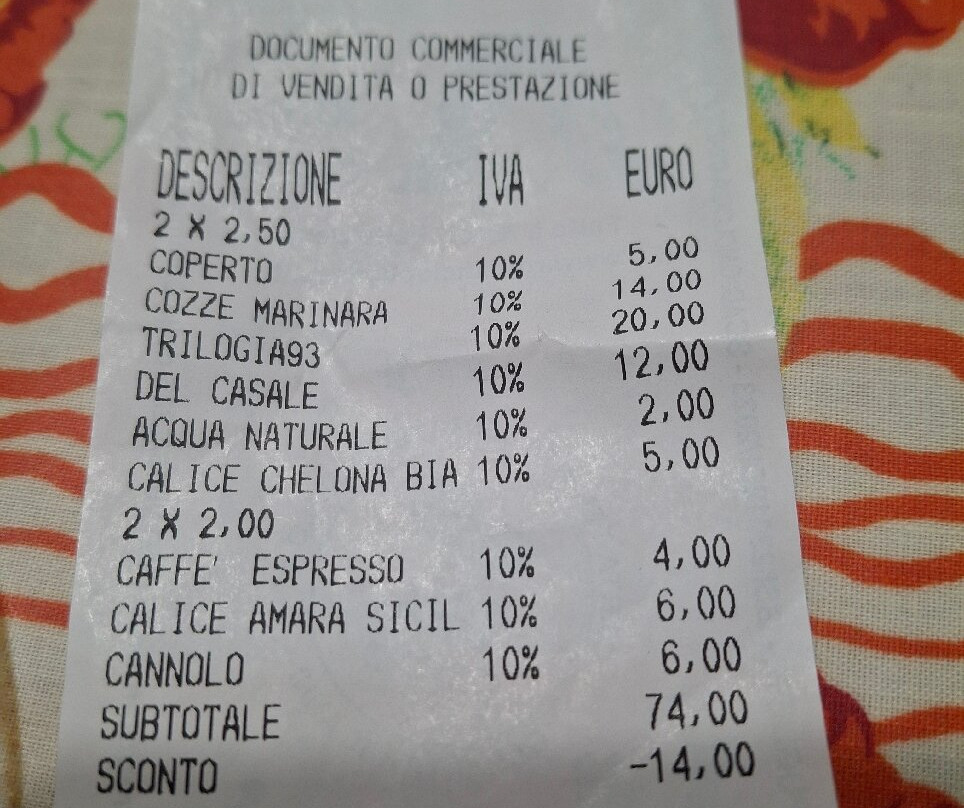 DOCUMENTO COMMERCIALE
DI VENDITA O PRESTAZIONE
DESCRIZIONE IVA EURO
2 X 2,50
COPERTO 10% 5,00
COZZE MARINARA 10% 14,00
TRILOGIA93 10% 20,00
DEL CASALE 10% 12,00
ACQUA NATURALE 10% 2,00
CALICE CHELONA BIA 10% 5,00
2 X 2,00
CAFFE' ESPRESSO 10% 4,00
CALICE AMARA SICIL 10% 6,00
CANNOLO 10% 6,00
SUBTOTALE 74,00
SCONTO -14,00